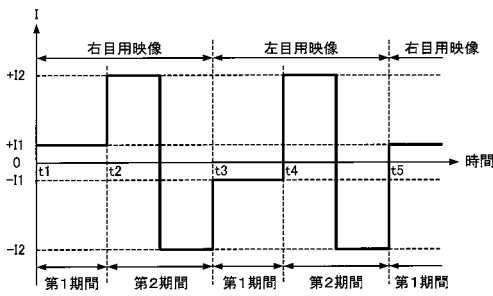 I
右目用映像 左目用映像 右目用映像
+I2
+I1
0
t1 t2 t3 t4 t5 時間
-I1
-I2
第1期間 第2期間 第1期間 第2期間 第1期間